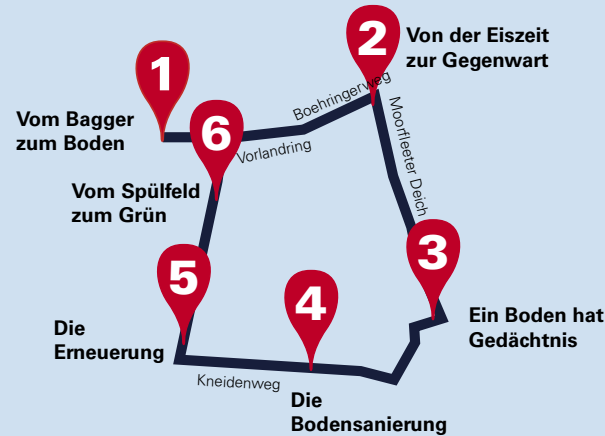 1
Vom Bagger
zum Boden
2
Von der Eiszeit
zur Gegenwart
Boehringerweg
Vorlandring
Moorfleeter Deich
6
Vom Spülfeld
zum Grün
3
Ein Boden hat
Gedächtnis
5
Die
Erneuerung
4
Kneidenweg
Die
Bodensanierung